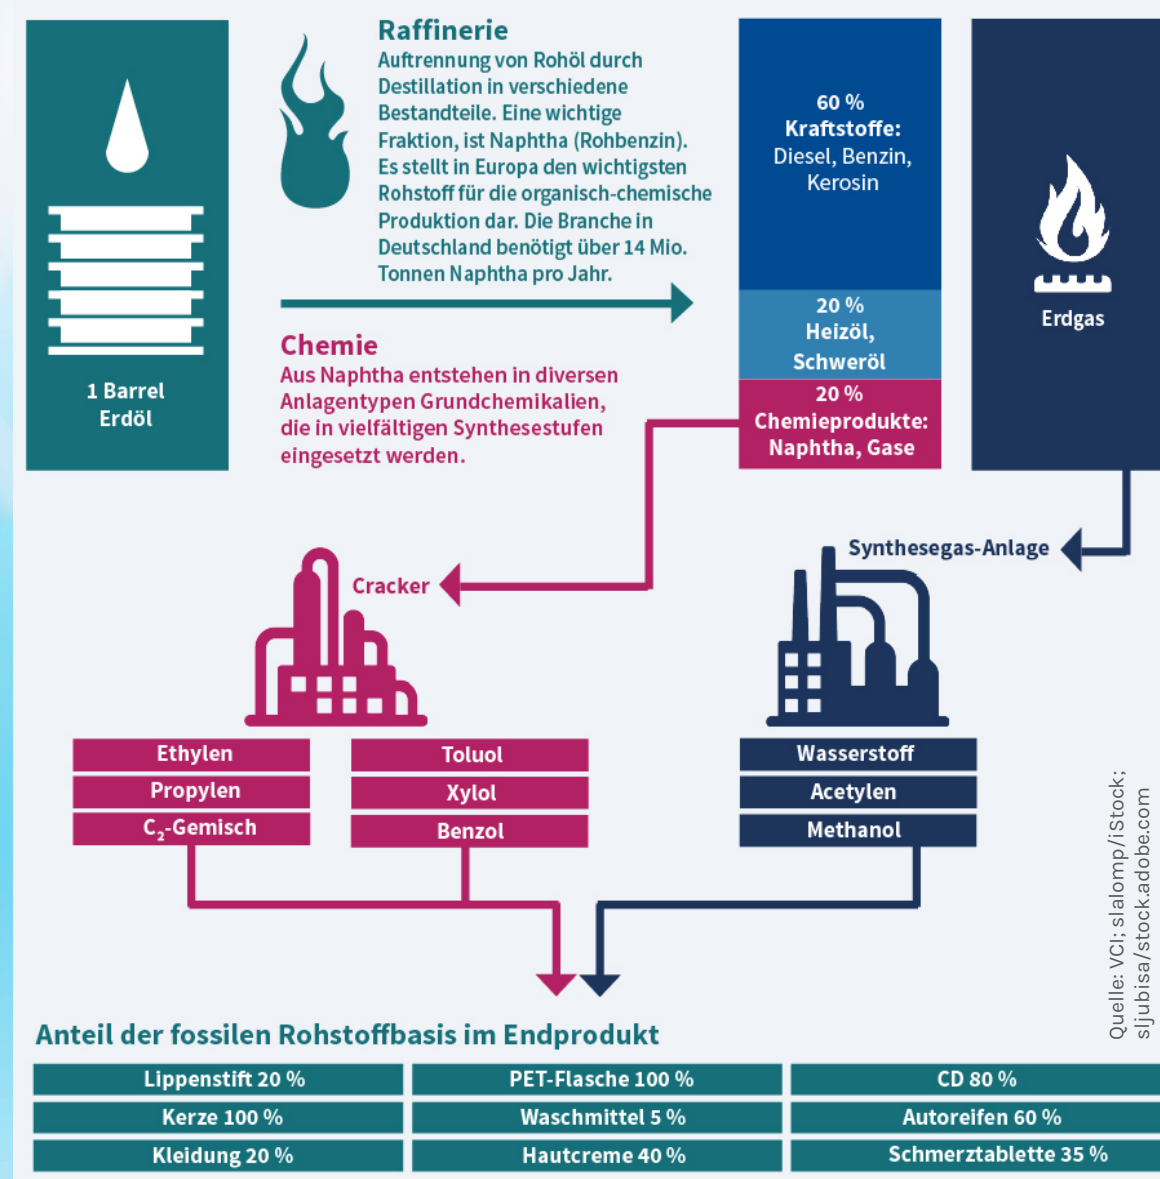 1 Barrel
Erdöl
Raffinerie
Auftrennung von Rohöl durch
Destillation in verschiedene
Bestandteile. Eine wichtige
Fraktion, ist Naphtha (Rohbenzin).
Es stellt in Europa den wichtigsten
Rohstoff für die organisch-chemische
Produktion dar. Die Branche in
Deutschland benötigt über 14 Mio.
Tonnen Naphtha pro Jahr.
Chemie
Aus Naphtha entstehen in diversen
Anlagentypen Grundchemikalien,
die in vielfältigen Synthesestufen
eingesetzt werden.
60 %
Kraftstoffe:
Diesel, Benzin,
Kerosin
20 %
Heizöl,
Schweröl
20 %
Chemieprodukte:
Naphtha, Gase
Erdgas
Cracker
Synthesegas-Anlage
Ethylen
Propylen
C₂-Gemisch
Toluol
Xylol
Benzol
Wasserstoff
Acetylen
Methanol
Quelle: VCI; slalomp/iStock;
sljubisa/stock.adobe.com
Anteil der fossilen Rohstoffbasis im Endprodukt
Lippenstift 20 %
PET-Flasche 100 %
CD 80 %
Kerze 100 %
Waschmittel 5 %
Autoreifen 60 %
Kleidung 20 %
Hautcreme 40 %
Schmerztablette 35 %